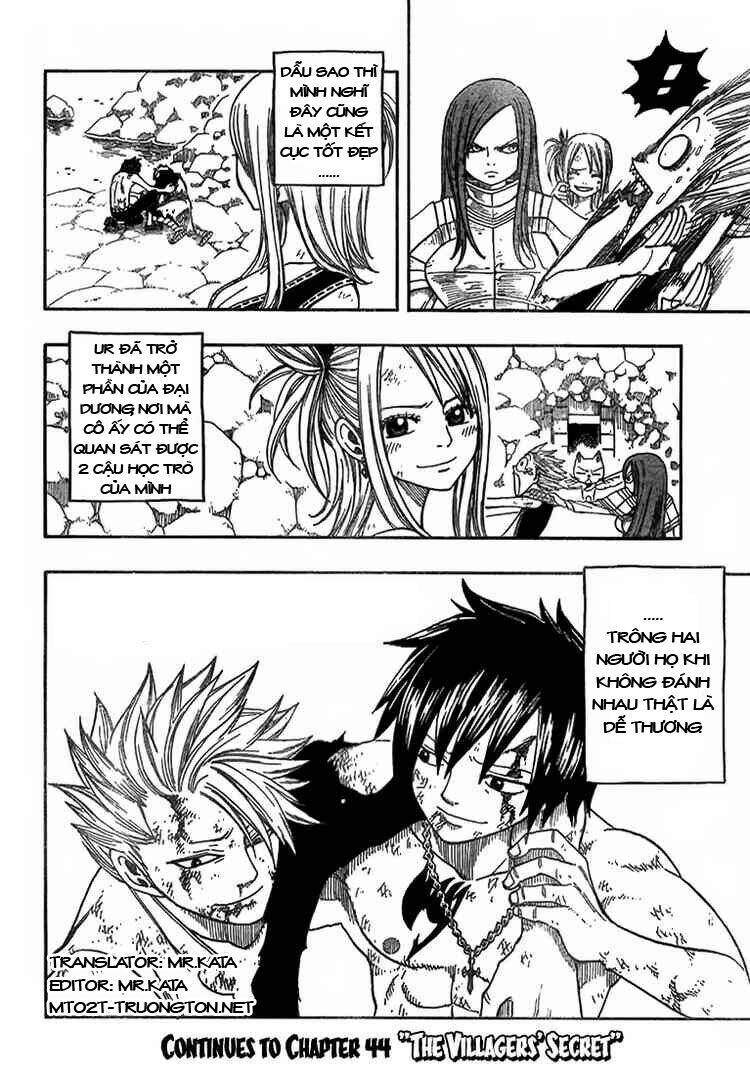 DẪU SAO THÌ
MÌNH NGHĨ
ĐÂY CŨNG
LÀ MỘT KẾT
CỤC TỐT ĐẸP
......
UR ĐÃ TRỞ
THÀNH MỘT
PHẦN CỦA ĐẠI
DƯƠNG NƠI MÀ
CÔ ẤY CÓ THỂ
QUAN SÁT ĐƯỢC
2 CẬU HỌC TRÒ
CỦA MÌNH
.....
TRÔNG HAI
NGƯỜI HỌ KHI
KHÔNG ĐÁNH
NHAU THẬT LÀ
DỄ THƯƠNG
TRANSLATOR: MR.KATA
EDITOR: MR.KATA
MTO2T-TRUONGTON.NET
CONTINUES TO CHAPTER 44 "THE VILLAGERS' SECRET"